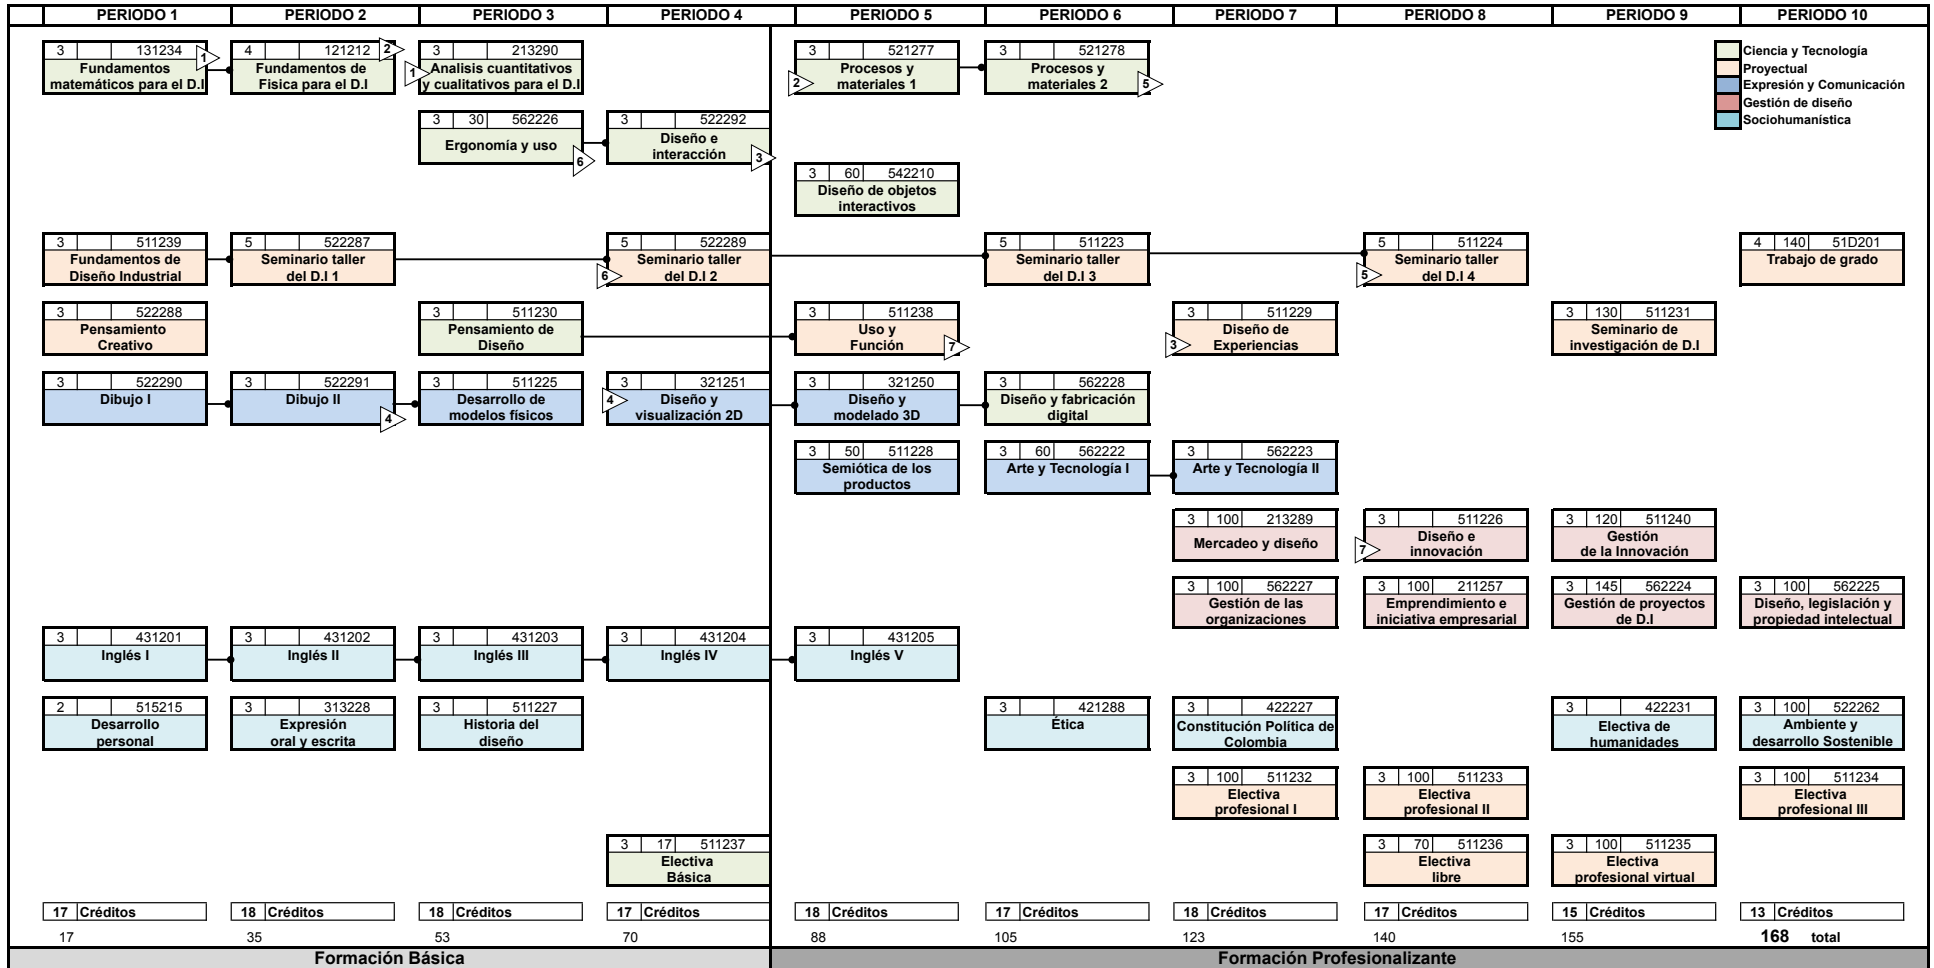 PERIODO 1 PERIODO 2 PERIODO 3 PERIODO 4 PERIODO 5 PERIODO 6 PERIODO 7 PERIODO 8 PERIODO 9 PERIODO 10
3 131234 1 4 121212 2 3 213290 3 521277 3 521278
Fundamentos Fundamentos de 1 Analisis cuantitativos Procesos y Procesos y
matemáticos para el D.I Fisica para el D.I y cualitativos para el D.I 2 materiales 1 materiales 2 5
Ciencia y Tecnología
Proyectual
Expresión y Comunicación
Gestión de diseño
Sociohumanística
3 30 562226 3 522292
Ergonomía y uso Diseño e
6 interacción 3
3 60 542210
Diseño de objetos
interactivos
3 511239 5 522287 5 522289 5 511223 5 511224 4 140 51D201
Fundamentos de Seminario taller Seminario taller Seminario taller Seminario taller Trabajo de grado
Diseño Industrial del D.I 1 6 del D.I 2 del D.I 3 5 del D.I 4
3 522288 3 511230 3 511238 3 511229 3 130 511231
Pensamiento Pensamiento de Uso y Diseño de Seminario de
Creativo Diseño Función 7 3 Experiencias investigación de D.I
3 522290 3 522291 3 511225 3 321251 3 321250 3 562228
Dibujo I Dibujo II Desarrollo de 4 Diseño y Diseño y Diseño y fabricación
4 modelos físicos visualización 2D modelado 3D digital
3 50 511228 3 60 562222 3 562223
Semiótica de los Arte y Tecnología I Arte y Tecnología II
productos
3 100 213289 3 511226 3 120 511240
Mercadeo y diseño Diseño e Gestión
7 innovación de la Innovación
3 100 562227 3 100 211257 3 145 562224 3 100 562225
Gestión de las Emprendimiento e Gestión de proyectos Diseño, legislación y
organizaciones iniciativa empresarial de D.I propiedad intelectual
3 431201 3 431202 3 431203 3 431204 3 431205
Inglés I Inglés II Inglés III Inglés IV Inglés V
2 515215 3 313228 3 511227 3 421288 3 422227 3 422231 3 100 522262
Desarrollo Expresión Historia del Ética Constitución Política de Electiva de Ambiente y
personal oral y escrita diseño Colombia humanidades desarrollo Sostenible
3 100 511232 3 100 511233 3 100 511234
Electiva Electiva Electiva
profesional I profesional II profesional III
3 17 511237 3 70 511236 3 100 511235
Electiva Electiva Electiva
Básica libre profesional virtual
17 Créditos 18 Créditos 18 Créditos 17 Créditos 18 Créditos 17 Créditos 18 Créditos 17 Créditos 15 Créditos 13 Créditos
17 35 53 70 88 105 123 140 155 168 total
Formación Básica Formación Profesionalizante